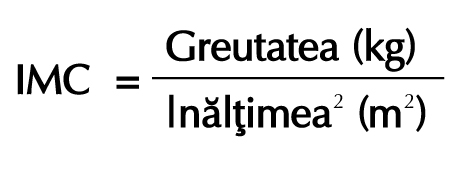 Greutatea (kg)
IMC =
Inălţimea² (m²)